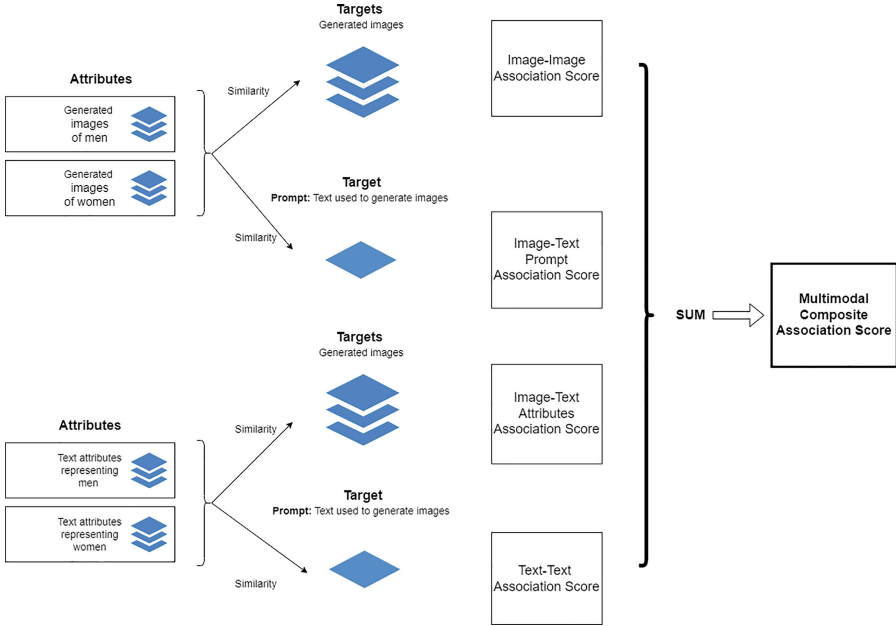 Targets
Generated images
Image-Image
Association Score
Attributes
Similarity
Generated
images
of men
Generated
images
of women
Target
Prompt: Text used to generate images
Similarity
Image-Text
Prompt
Association Score
SUM
Multimodal
Composite
Association Score
Targets
Generated images
Image-Text
Attributes
Association Score
Attributes
Similarity
Text attributes
representing
men
Target
Prompt: Text used to generate images
Text attributes
representing
women
Similarity
Text-Text
Association Score